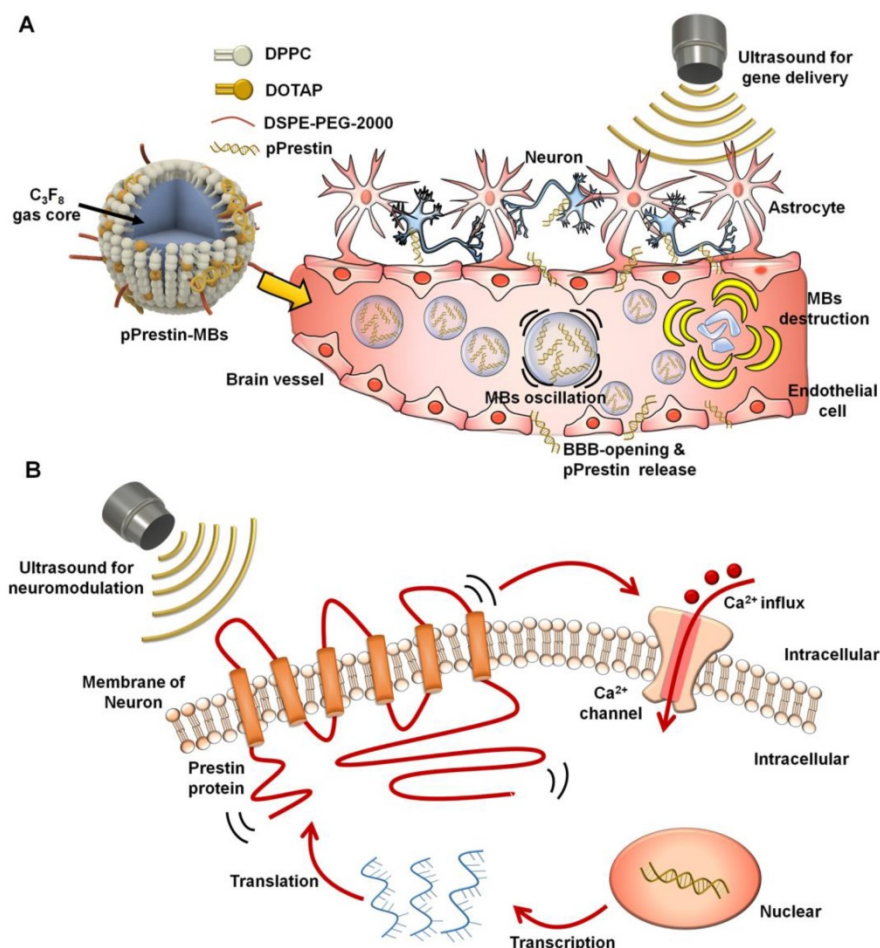 A
DPPC
DOTAP
DSPE-PEG-2000
pPrestin
C₃F₈
gas core
pPrestin-MBs
Ultrasound for
gene delivery
Neuron
Astrocyte
MBs
destruction
Brain vessel
MBs oscillation
Endothelial
cell
BBB-opening &
pPrestin release
B
Ultrasound for
neuromodulation
Ca²⁺ influx
Membrane of
Neuron
Intracellular
Ca²⁺
channel
Intracellular
Prestin
protein
Translation
Nuclear
Transcription